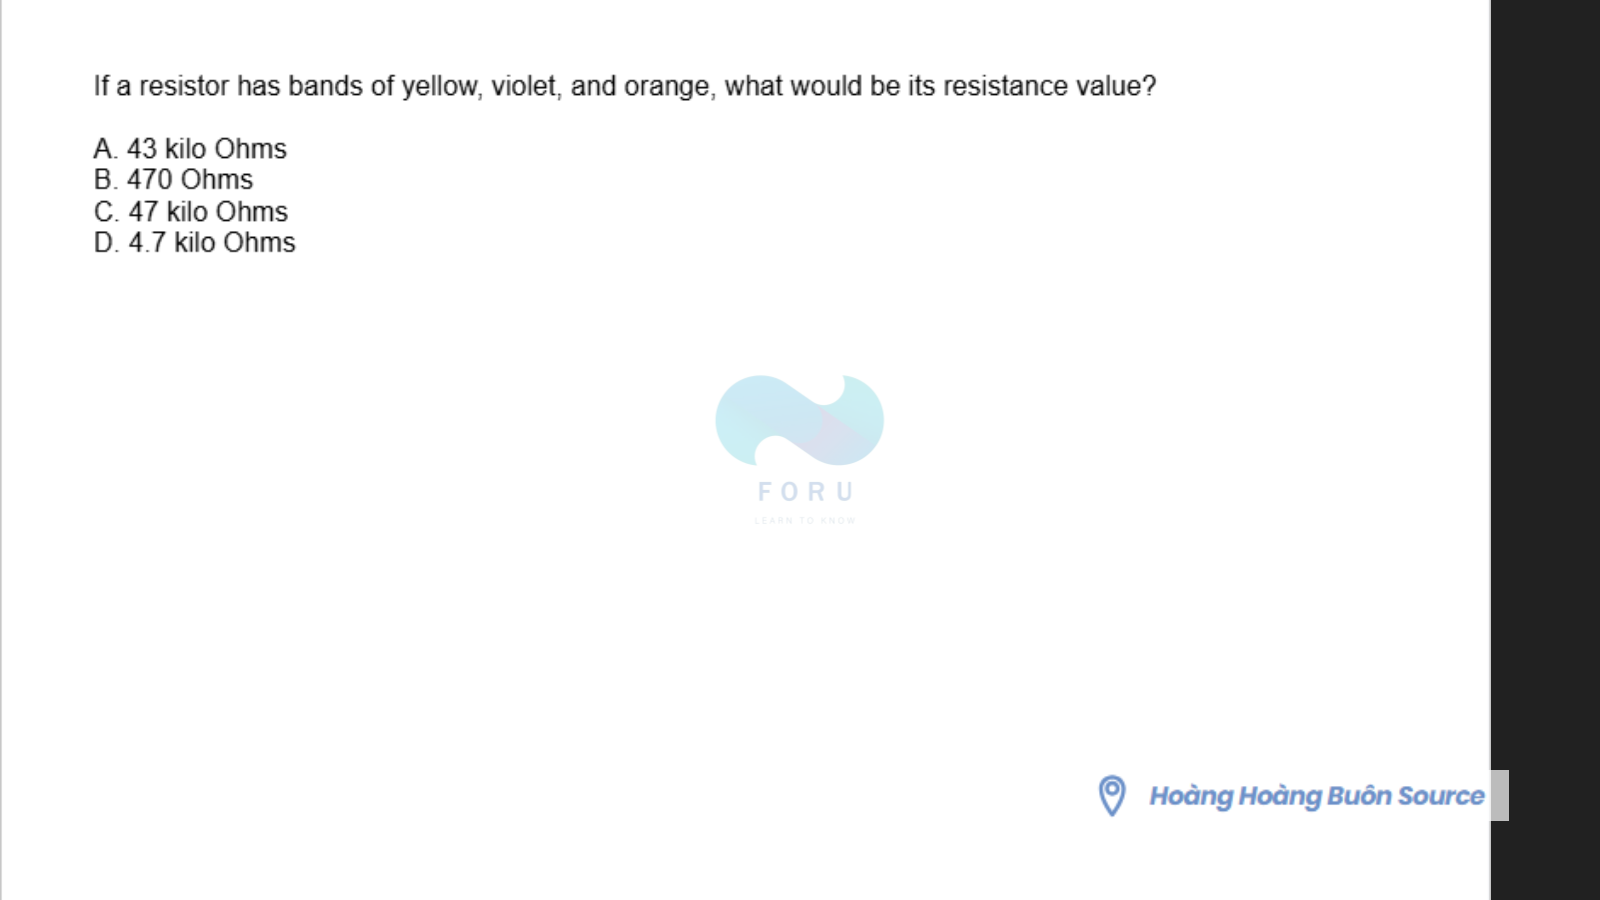 If a resistor has bands of yellow, violet, and orange, what would be its resistance value?
A. 43 kilo Ohms
B. 470 Ohms
C. 47 kilo Ohms
D. 4.7 kilo Ohms
FORU
LEARN TO KNOW
Hoàng Hoàng Buôn Source